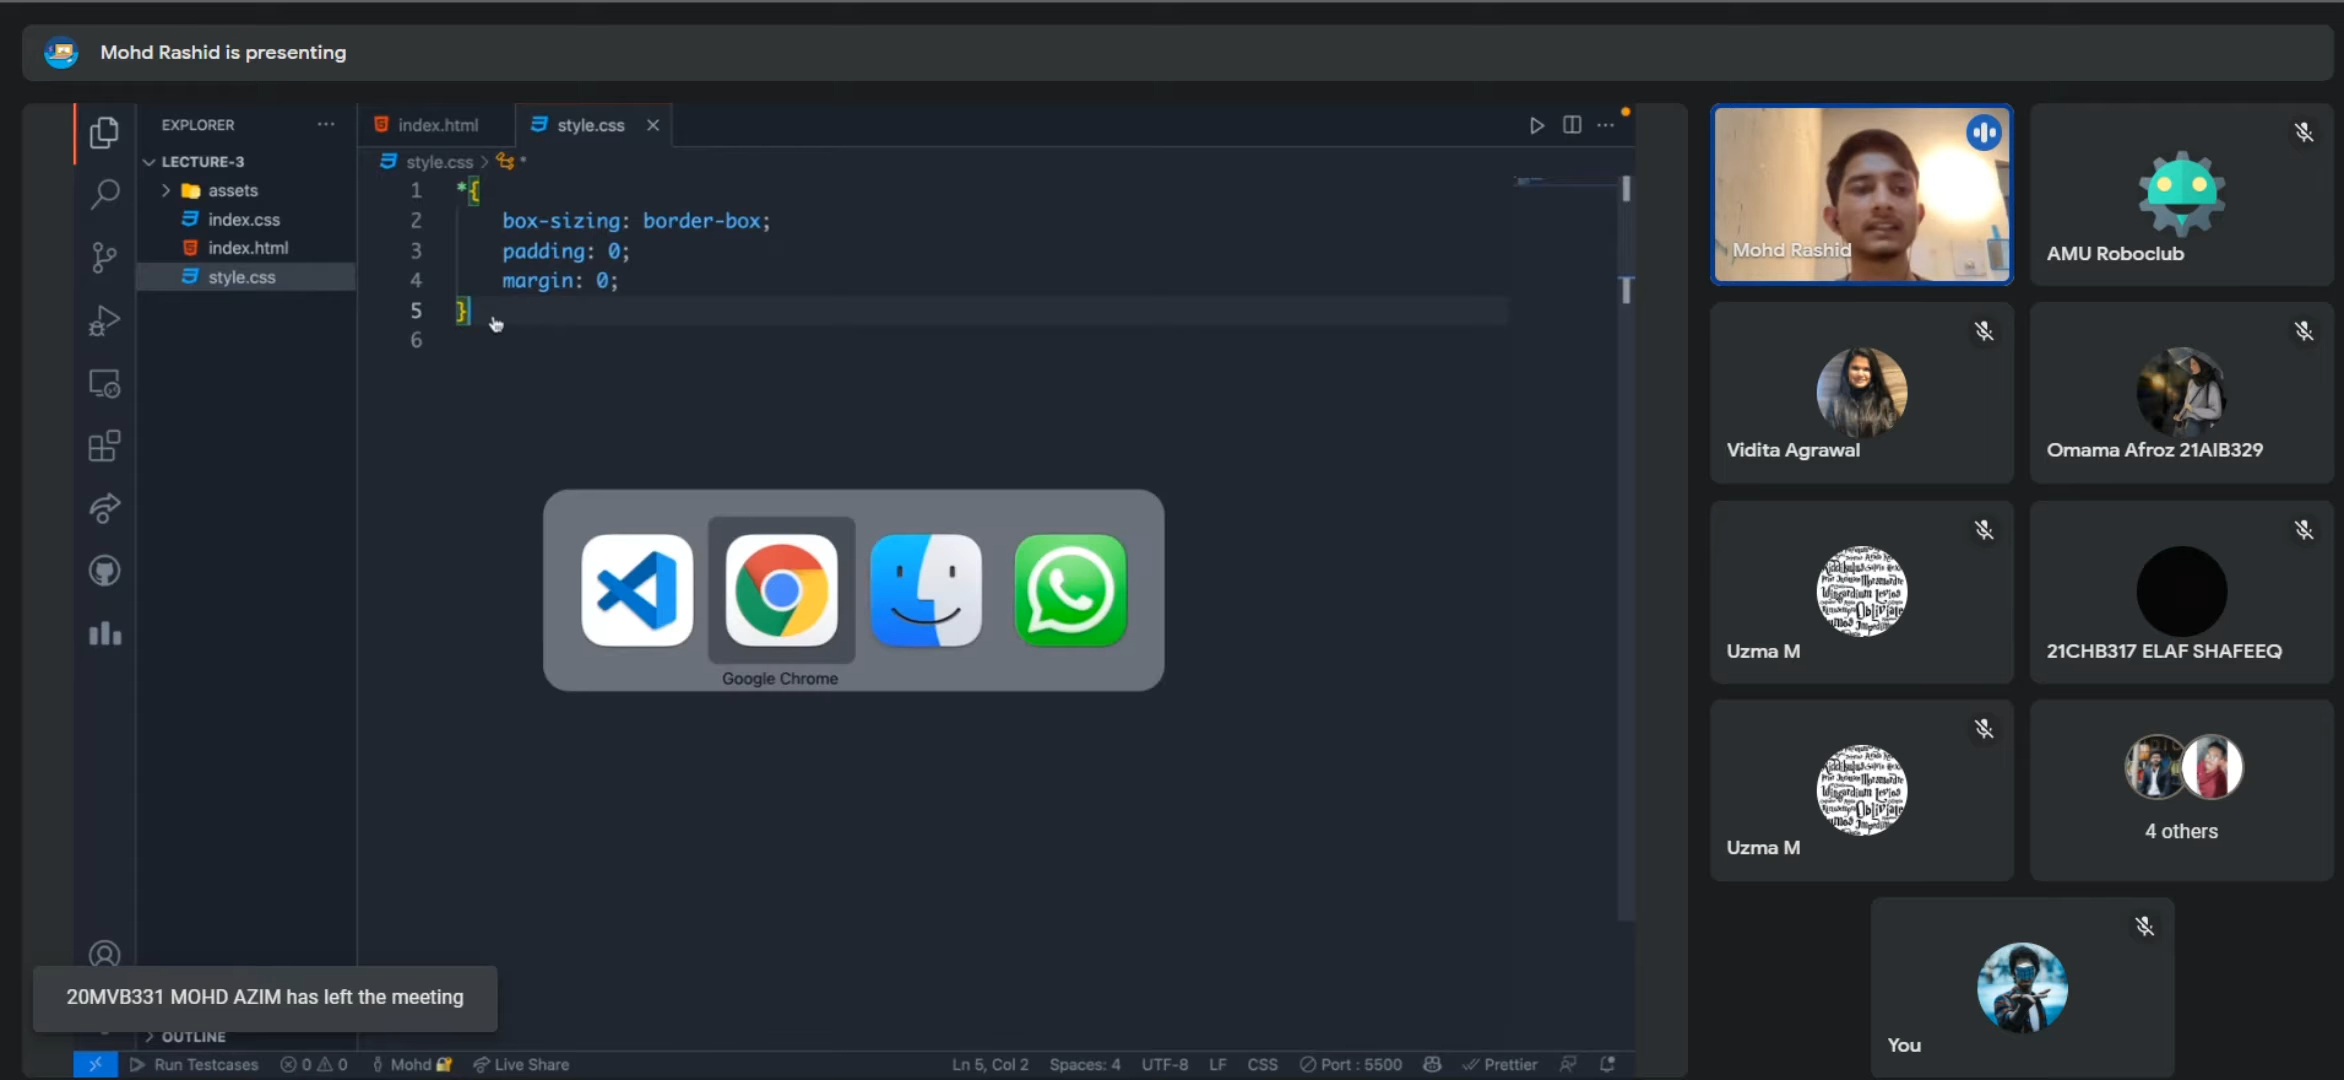 Mohd Rashid is presenting
EXPLORER
index.html
style.css
LECTURE-3
style.css > *
assets
index.css
index.html
style.css
1 *{
2 box-sizing: border-box;
3 padding: 0;
4 margin: 0;
5 }
6
Google Chrome
20MVB331 MOHD AZIM has left the meeting
OUTLINE
Run Testcases
0
0
Mohd
Live Share
Ln 5, Col 2
Spaces: 4
UTF-8
LF
CSS
Port : 5500
Prettier
Mohd Rashid
AMU Roboclub
Vidita Agrawal
Omama Afroz 21AIB329
Uzma M
21CHB317 ELAF SHAFEEQ
Uzma M
4 others
You